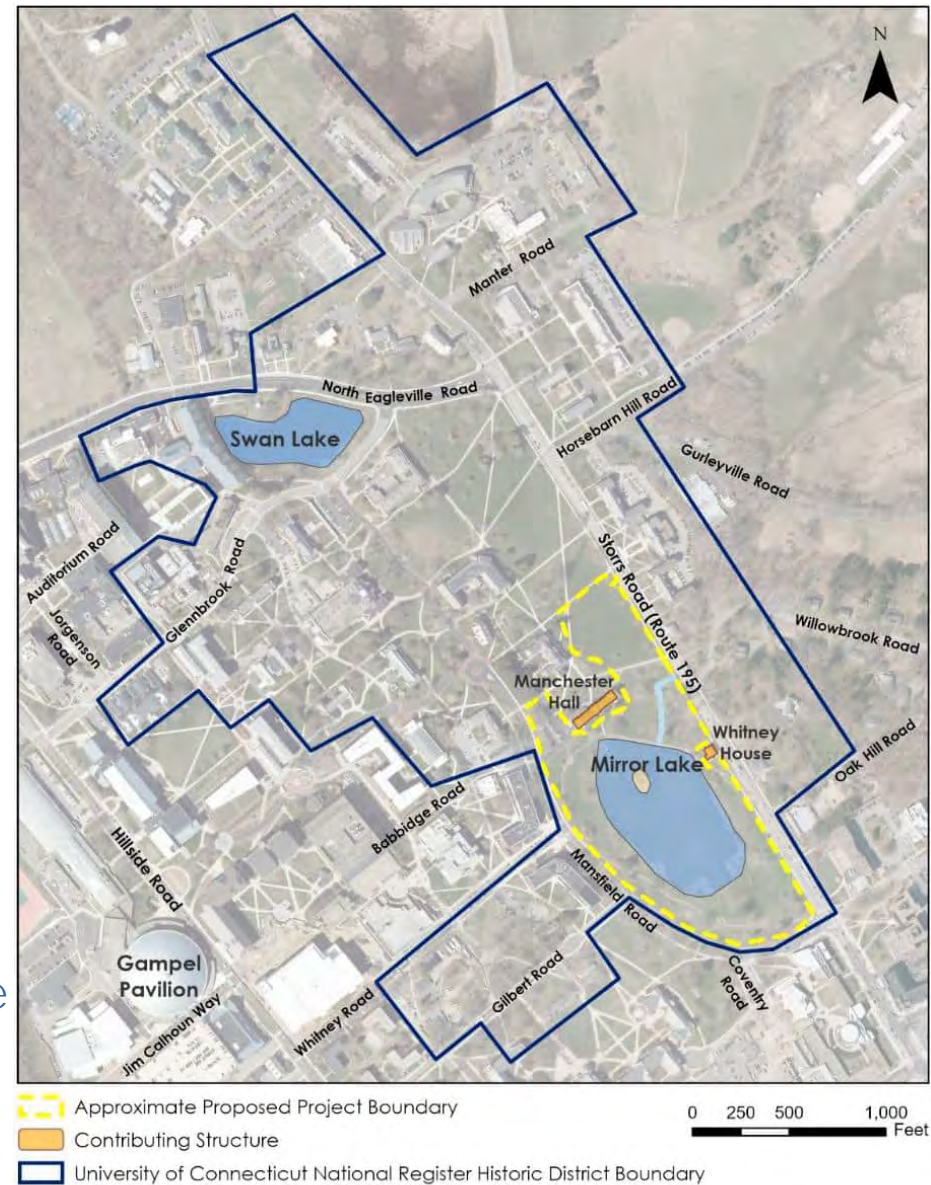 N
Manter Road
North Eagleville Road
Swan Lake
Horsebarn Hill Road
Gurleyville Road
Auditorium Road
Glennbrook Road
Jorgenson
Road
Storrs Road (Route 195)
Willowbrook Road
Manchester
Hall
Whitney
House
Mirror Lake
Oak Hill Road
Babbidge Road
Hillside Road
Mansfield Road
Gampel
Pavilion
Gilbert Road
Coventry
Road
Whitney Road
Jim Calhoun Way
e
Approximate Proposed Project Boundary
Contributing Structure
University of Connecticut National Register Historic District Boundary
0 250 500 1,000
Feet